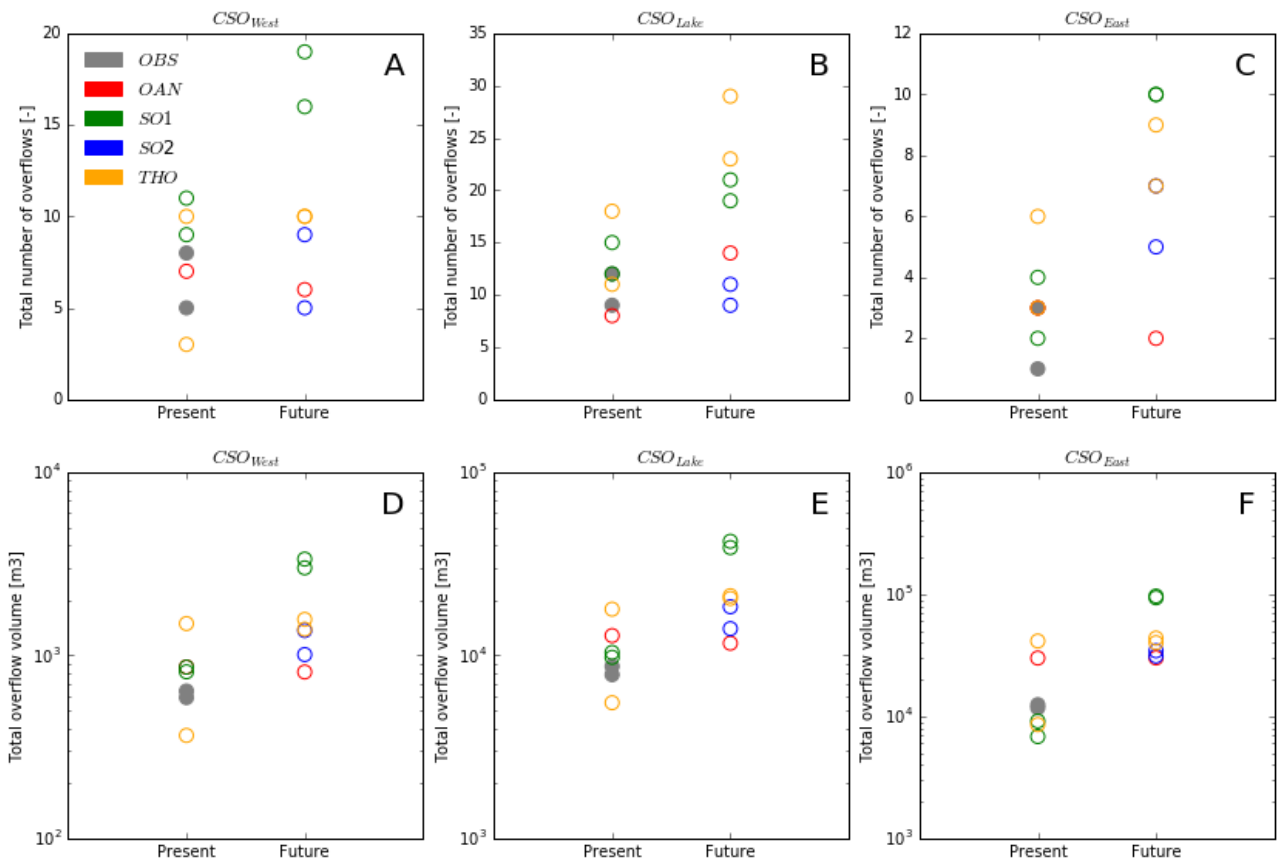 CSO_West
CSO_Lake
CSO_East
A
B
C
OBS
OAN
SO1
SO2
THO
Total number of overflows [-]
20
15
10
5
0
Present
Future
Total number of overflows [-]
35
30
25
20
15
10
5
0
Present
Future
Total number of overflows [-]
12
10
8
6
4
2
0
Present
Future
CSO_West
CSO_Lake
CSO_East
D
E
F
Total overflow volume [m3]
10^4
10^3
10^2
Present
Future
Total overflow volume [m3]
10^5
10^4
10^3
Present
Future
Total overflow volume [m3]
10^6
10^5
10^4
10^3
Present
Future